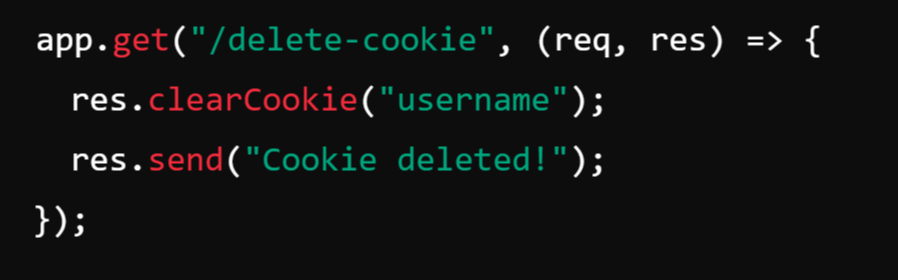 app.get("/delete-cookie", (req, res) => {
  res.clearCookie("username");
  res.send("Cookie deleted!");
});